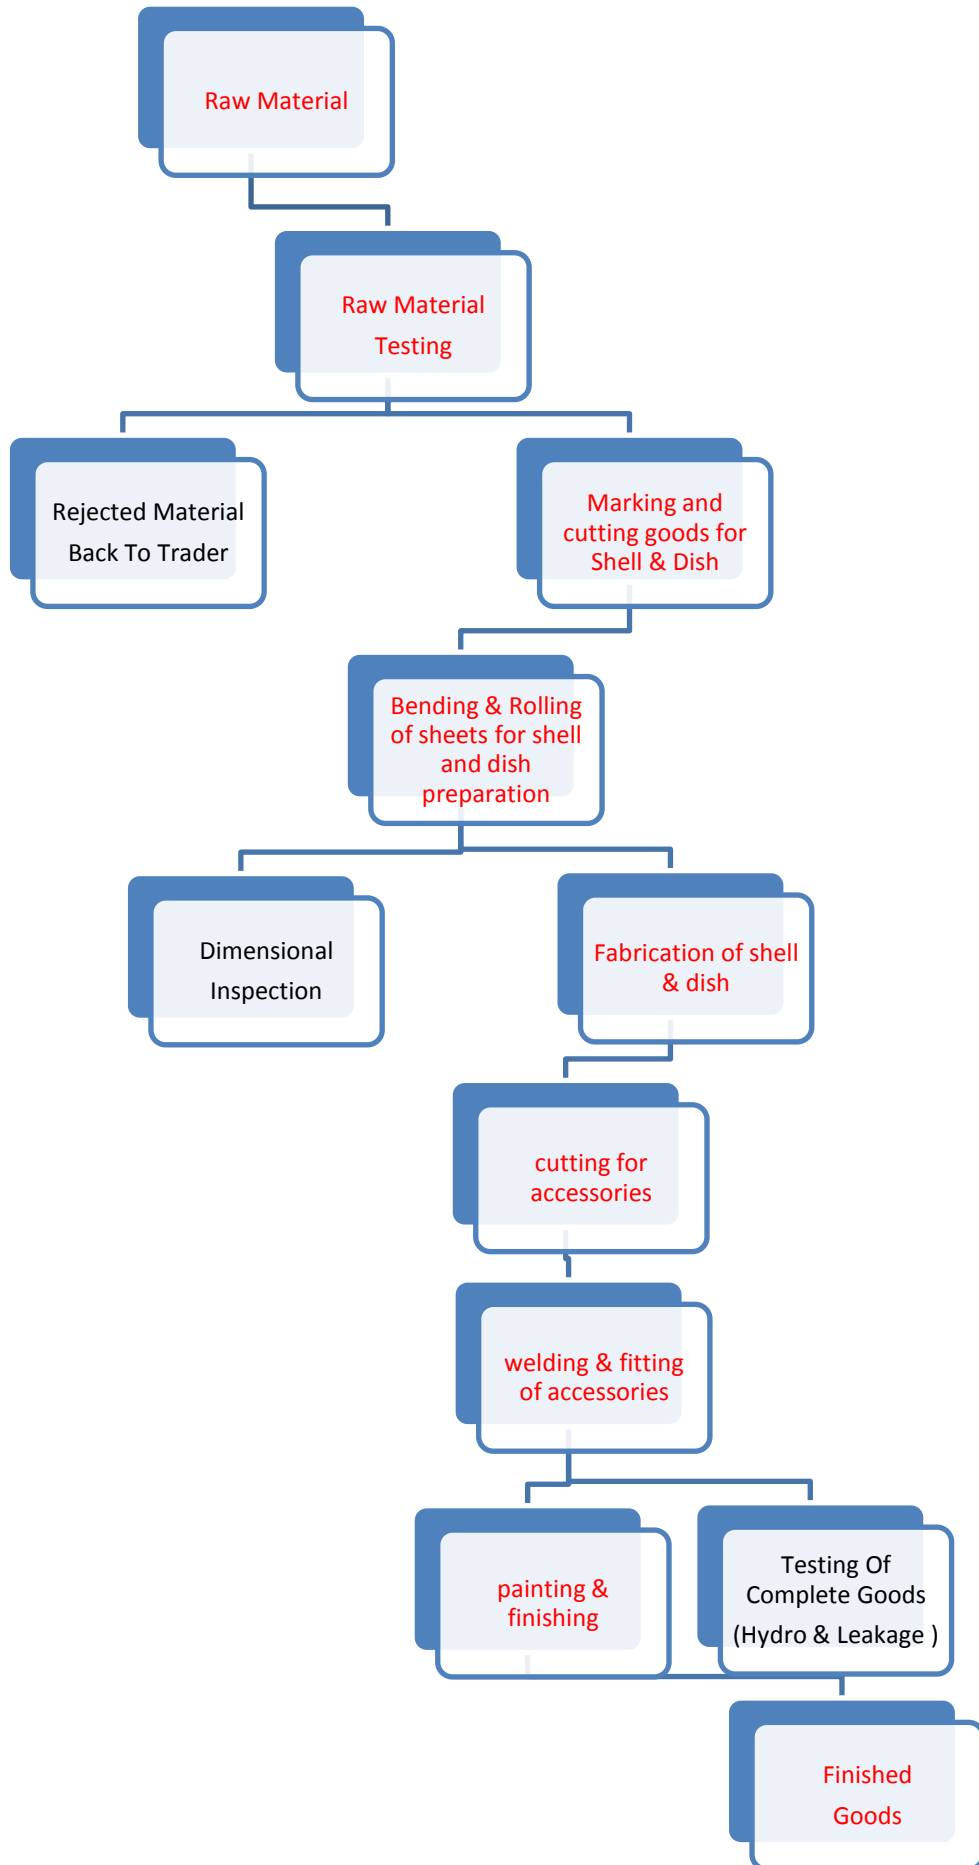 Raw Material
Raw Material
Testing
Rejected Material
Back To Trader
Marking and
cutting goods for
Shell & Dish
Bending & Rolling
of sheets for shell
and dish
preparation
Dimensional
Inspection
Fabrication of shell
& dish
cutting for
accessories
welding & fitting
of accessories
painting &
finishing
Testing Of
Complete Goods
(Hydro & Leakage )
Finished
Goods